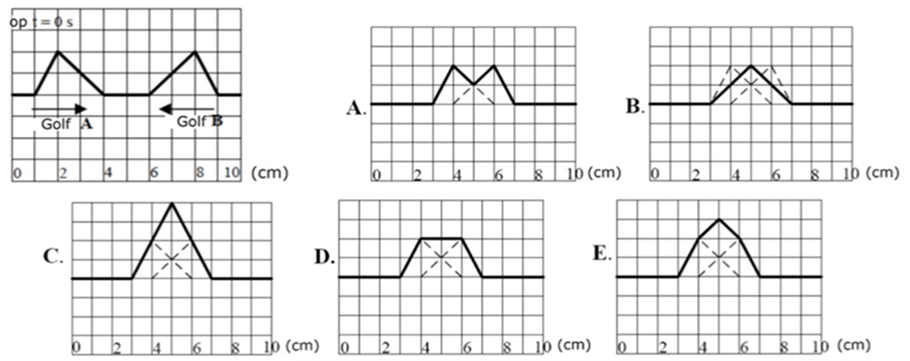 op t = 0 s
Golf A
Golf B
0 2 4 6 8 10 (cm)
A.
0 2 4 6 8 10 (cm)
B.
0 2 4 6 8 10 (cm)
C.
0 2 4 6 8 10 (cm)
D.
0 2 4 6 8 10 (cm)
E.
0 2 4 6 8 10 (cm)